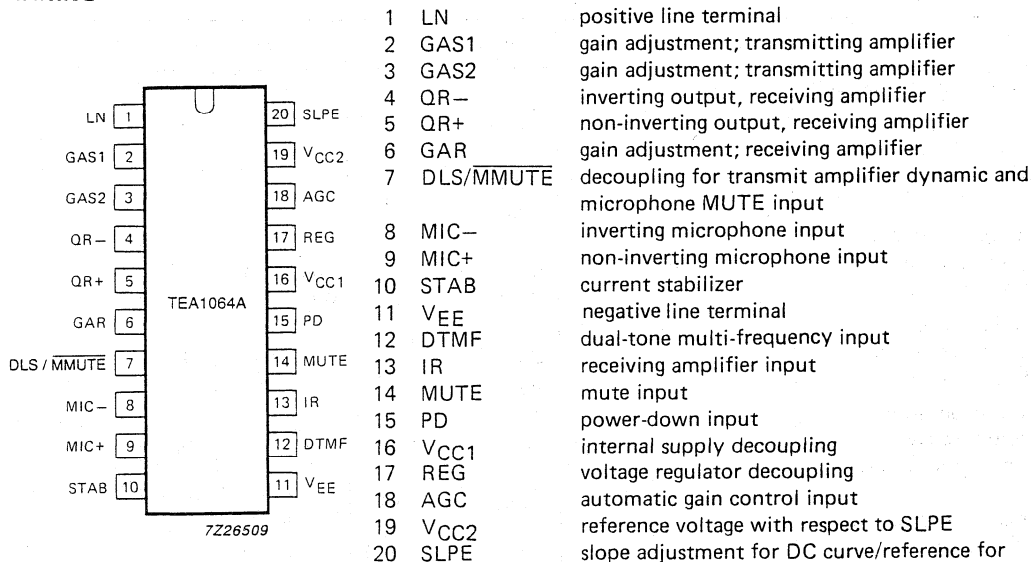 1 LN positive line terminal
2 GAS1 gain adjustment; transmitting amplifier
3 GAS2 gain adjustment; transmitting amplifier
4 QR− inverting output, receiving amplifier
5 QR+ non-inverting output, receiving amplifier
6 GAR gain adjustment; receiving amplifier
7 DLS/MMUTE decoupling for transmit amplifier dynamic and
microphone MUTE input
8 MIC− inverting microphone input
9 MIC+ non-inverting microphone input
10 STAB current stabilizer
11 VEE negative line terminal
12 DTMF dual-tone multi-frequency input
13 IR receiving amplifier input
14 MUTE mute input
15 PD power-down input
16 VCC1 internal supply decoupling
17 REG voltage regulator decoupling
18 AGC automatic gain control input
19 VCC2 reference voltage with respect to SLPE
20 SLPE slope adjustment for DC curve/reference for
LN 1 20 SLPE
GAS1 2 19 VCC2
GAS2 3 18 AGC
QR− 4 17 REG
QR+ 5 16 VCC1
TEA1064A
GAR 6 15 PD
DLS / MMUTE 7 14 MUTE
MIC− 8 13 IR
MIC+ 9 12 DTMF
STAB 10 11 VEE
7Z26509